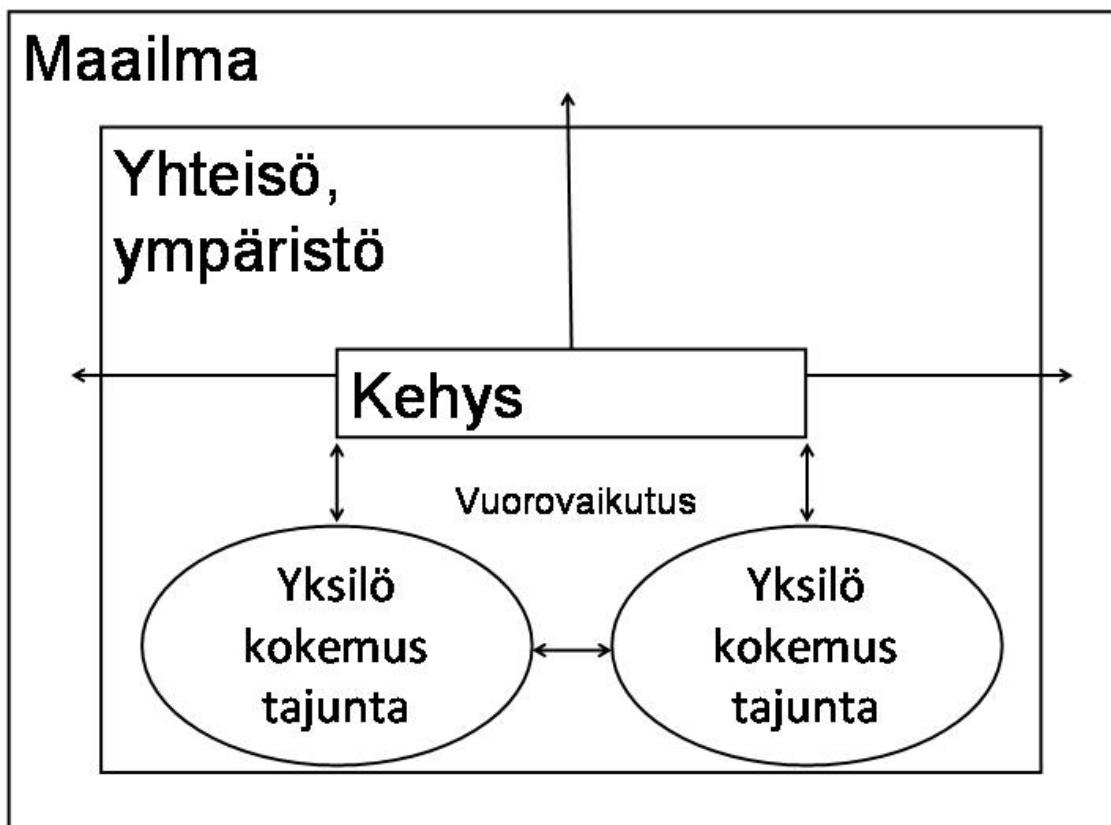 Maailma
Yhteisö,
ympäristö
Kehys
Vuorovaikutus
Yksilö
kokemus
tajunta
Yksilö
kokemus
tajunta